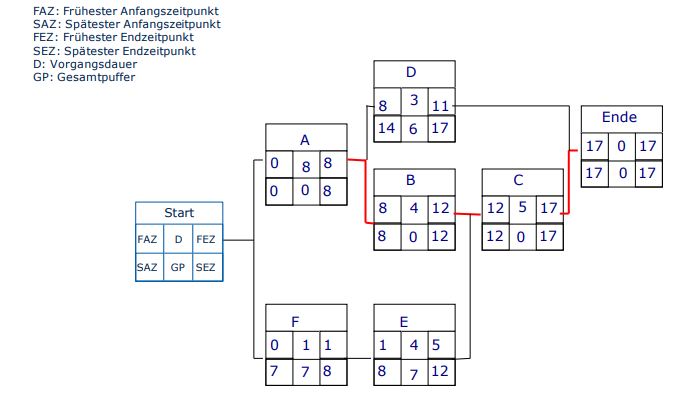 FAZ: Frühester Anfangszeitpunkt
SAZ: Spätester Anfangszeitpunkt
FEZ: Frühester Endzeitpunkt
SEZ: Spätester Endzeitpunkt
D: Vorgangsdauer
GP: Gesamtpuffer
D
8 3 11
14 6 17
Ende
17 0 17
17 0 17
A
0 8 8
0 0 8
B
8 4 12
8 0 12
C
12 5 17
12 0 17
Start
FAZ D FEZ
SAZ GP SEZ
F
0 1 1
7 7 8
E
1 4 5
8 7 12